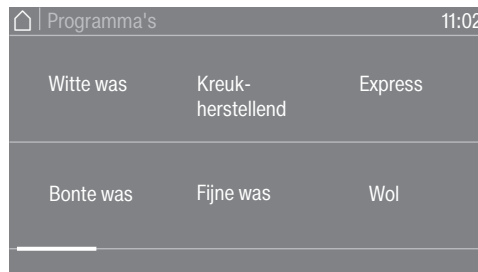 Programma's 11:02
Witte was Kreuk- Express
herstellend
Bonte was Fijne was Wol